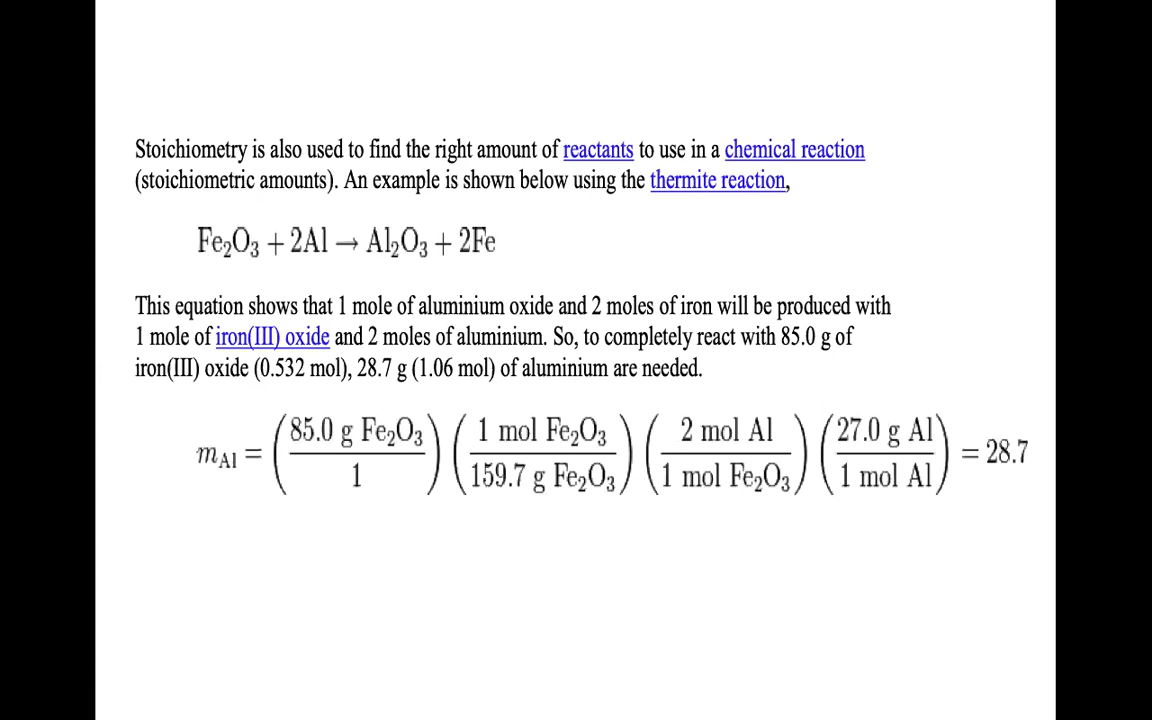 Stoichiometry is also used to find the right amount of reactants to use in a chemical reaction
(stoichiometric amounts). An example is shown below using the thermite reaction,
Fe₂O₃ + 2Al → Al₂O₃ + 2Fe
This equation shows that 1 mole of aluminium oxide and 2 moles of iron will be produced with
1 mole of iron(III) oxide and 2 moles of aluminium. So, to completely react with 85.0 g of
iron(III) oxide (0.532 mol), 28.7 g (1.06 mol) of aluminium are needed.
m_Al = (85.0 g Fe₂O₃ / 1) (1 mol Fe₂O₃ / 159.7 g Fe₂O₃) (2 mol Al / 1 mol Fe₂O₃) (27.0 g Al / 1 mol Al) = 28.7